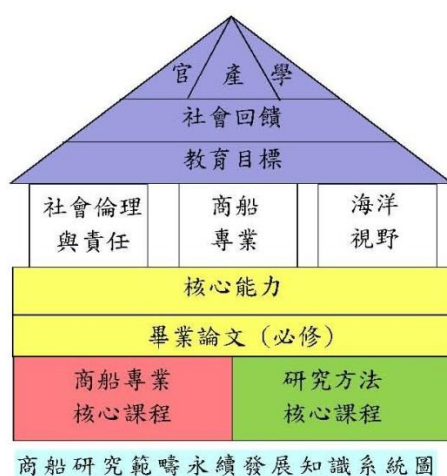 官 產 學
社會回饋
教育目標
社會倫理
與責任
商船
專業
海洋
視野
核心能力
畢業論文（必修）
商船專業
核心課程
研究方法
核心課程
商船研究範疇永續發展知識系統圖